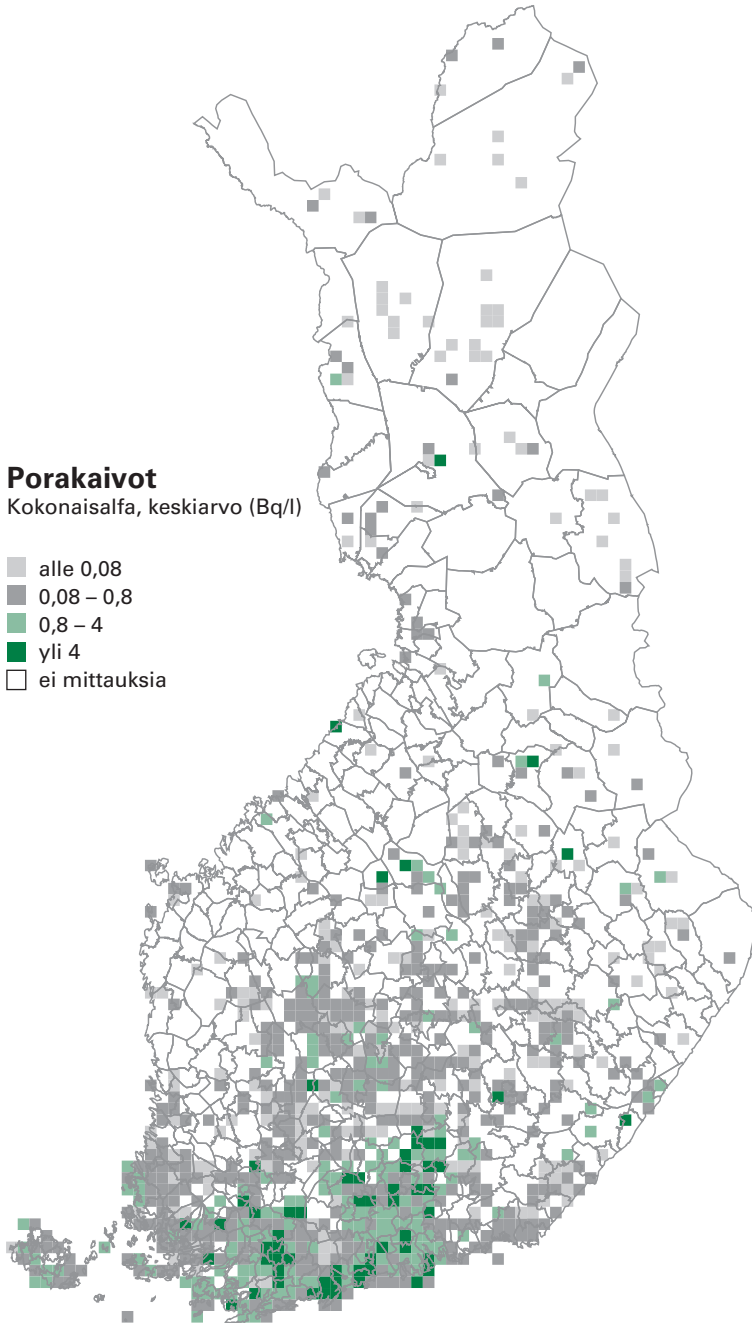 Porakaivot
Kokonaisalfa, keskiarvo (Bq/l)
alle 0,08
0,08 – 0,8
0,8 – 4
yli 4
ei mittauksia